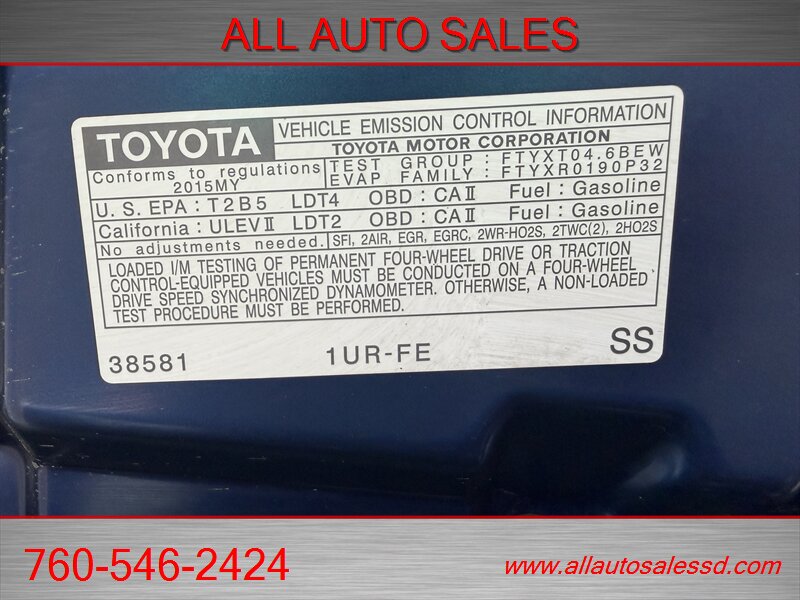 ALL AUTO SALES
TOYOTA VEHICLE EMISSION CONTROL INFORMATION
TOYOTA MOTOR CORPORATION
Conforms to regulations TEST GROUP : FTYXT04.6BEW
2015MY EVAP FAMILY: FTYXR0190P32
U.S. EPA : T2B5 LDT4 OBD : CAⅡ Fuel : Gasoline
California : ULEVⅡ LDT2 OBD : CAⅡ Fuel : Gasoline
No adjustments needed. SFI, 2AIR, EGR, EGRC, 2WR-HO2S, 2TWC(2), 2HO2S
LOADED I/M TESTING OF PERMANENT FOUR-WHEEL DRIVE OR TRACTION
CONTROL-EQUIPPED VEHICLES MUST BE CONDUCTED ON A FOUR-WHEEL
DRIVE SPEED SYNCHRONIZED DYNAMOMETER. OTHERWISE, A NON-LOADED
TEST PROCEDURE MUST BE PERFORMED.
38581 1UR-FE SS
760-546-2424 www.allautosalessd.com